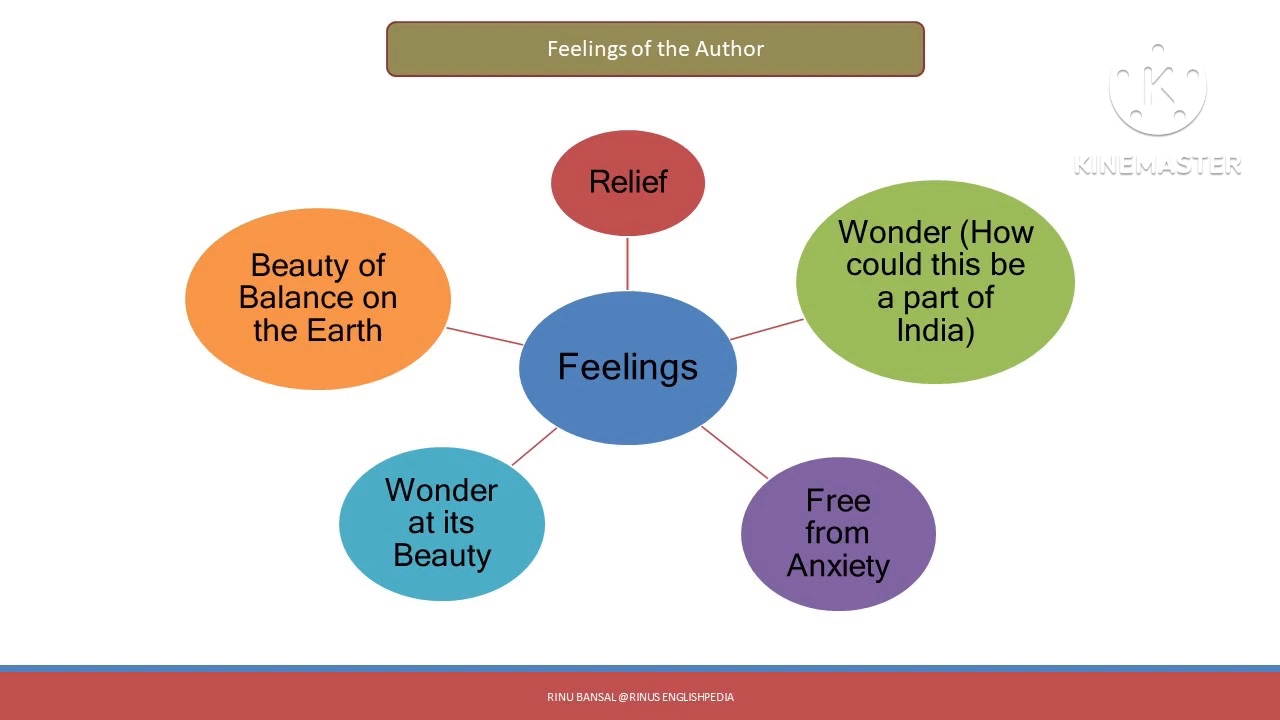 Feelings of the Author
K
KINEMASTER
Relief
Wonder (How
could this be
a part of
India)
Beauty of
Balance on
the Earth
Feelings
Wonder
at its
Beauty
Free
from
Anxiety
RINU BANSAL @RINUS ENGLISHPEDIA